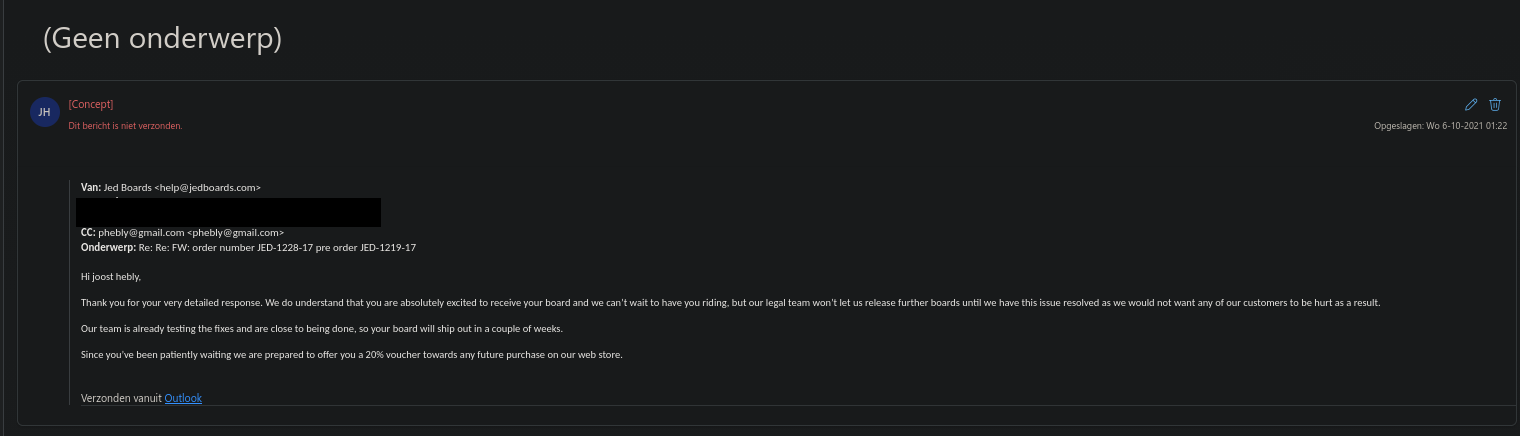 (Geen onderwerp)
JH
[Concept]
Dit bericht is niet verzonden.
Opgeslagen: Wo 6-10-2021 01:22
Van: Jed Boards <help@jedboards.com>
CC: phebly@gmail.com <phebly@gmail.com>
Onderwerp: Re: Re: FW: order number JED-1228-17 pre order JED-1219-17
Hi joost hebly,
Thank you for your very detailed response. We do understand that you are absolutely excited to receive your board and we can't wait to have you riding, but our legal team won't let us release further boards until we have this issue resolved as we would not want any of our customers to be hurt as a result.
Our team is already testing the fixes and are close to being done, so your board will ship out in a couple of weeks.
Since you've been patiently waiting we are prepared to offer you a 20% voucher towards any future purchase on our web store.
Verzonden vanuit Outlook